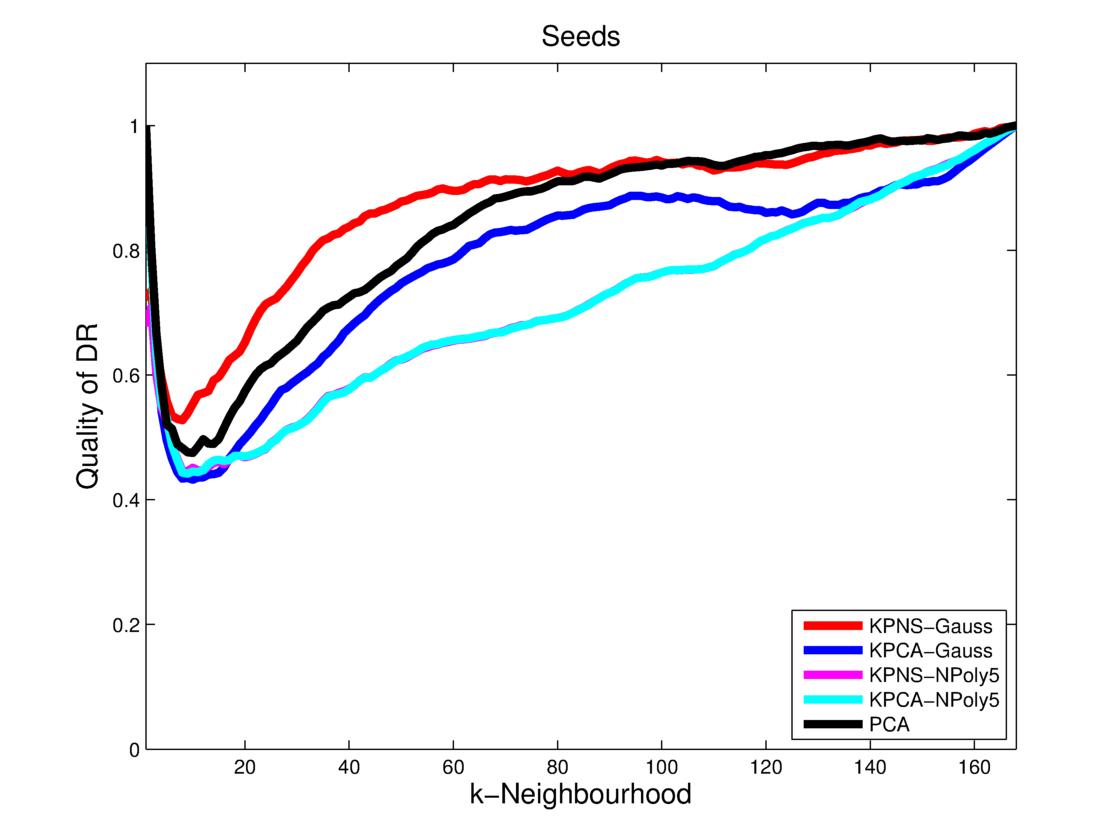 Seeds
Quality of DR
1
0.8
0.6
0.4
0.2
0
20 40 60 80 100 120 140 160
k−Neighbourhood
KPNS−Gauss
KPCA−Gauss
KPNS−NPoly5
KPCA−NPoly5
PCA